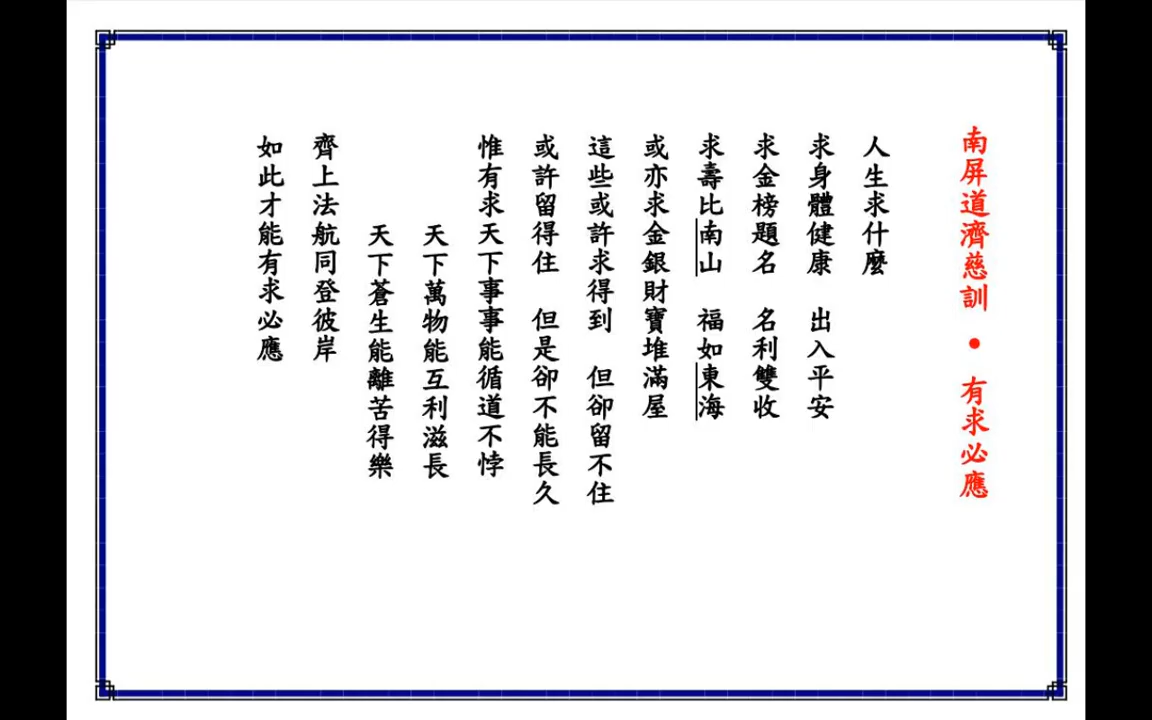 南屏道濟慈訓 • 有求必應
人生求什麼
求身體健康　出入平安
求金榜題名　名利雙收
求壽比南山　福如東海
或亦求金銀財寶堆滿屋
這些或許求得到　但卻留不住
或許留得住　但是卻不能長久
惟有求天下事事能循道不悖
天下萬物能互利滋長
天下蒼生能離苦得樂
齊上法航同登彼岸
如此才能有求必應